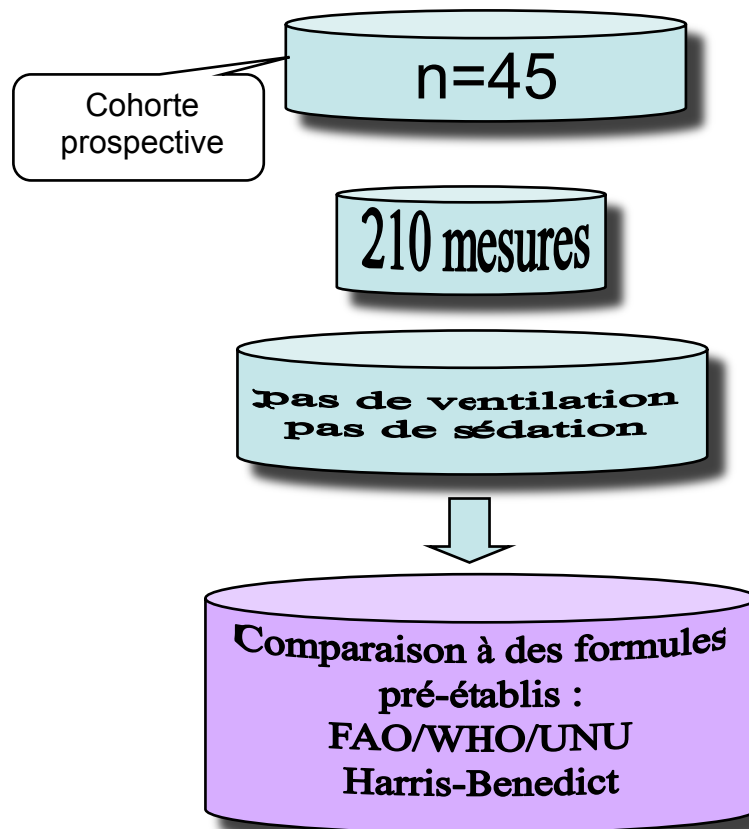 n=45
Cohorte
prospective
210 mesures
pas de ventilation
pas de sédation
Comparaison à des formules
pré-établis :
FAO/WHO/UNU
Harris-Benedict